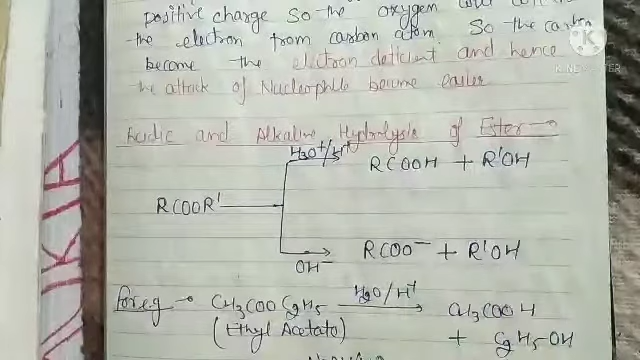 positive charge so the oxygen will
the electron from carbon atom. So the carbon
become the electron deficient and hence
the attack of Nucleophile become easier
KINEMASTER
Acidic and Alkaline Hydrolysis of Ester →
H3O+/H+
RCOOH + R'OH
RCOOR'
RCOO- + R'OH
OH-
For eg → CH3COOC2H5 H2O/H+ CH3COOH
(Ethyl Acetate) + C2H5OH